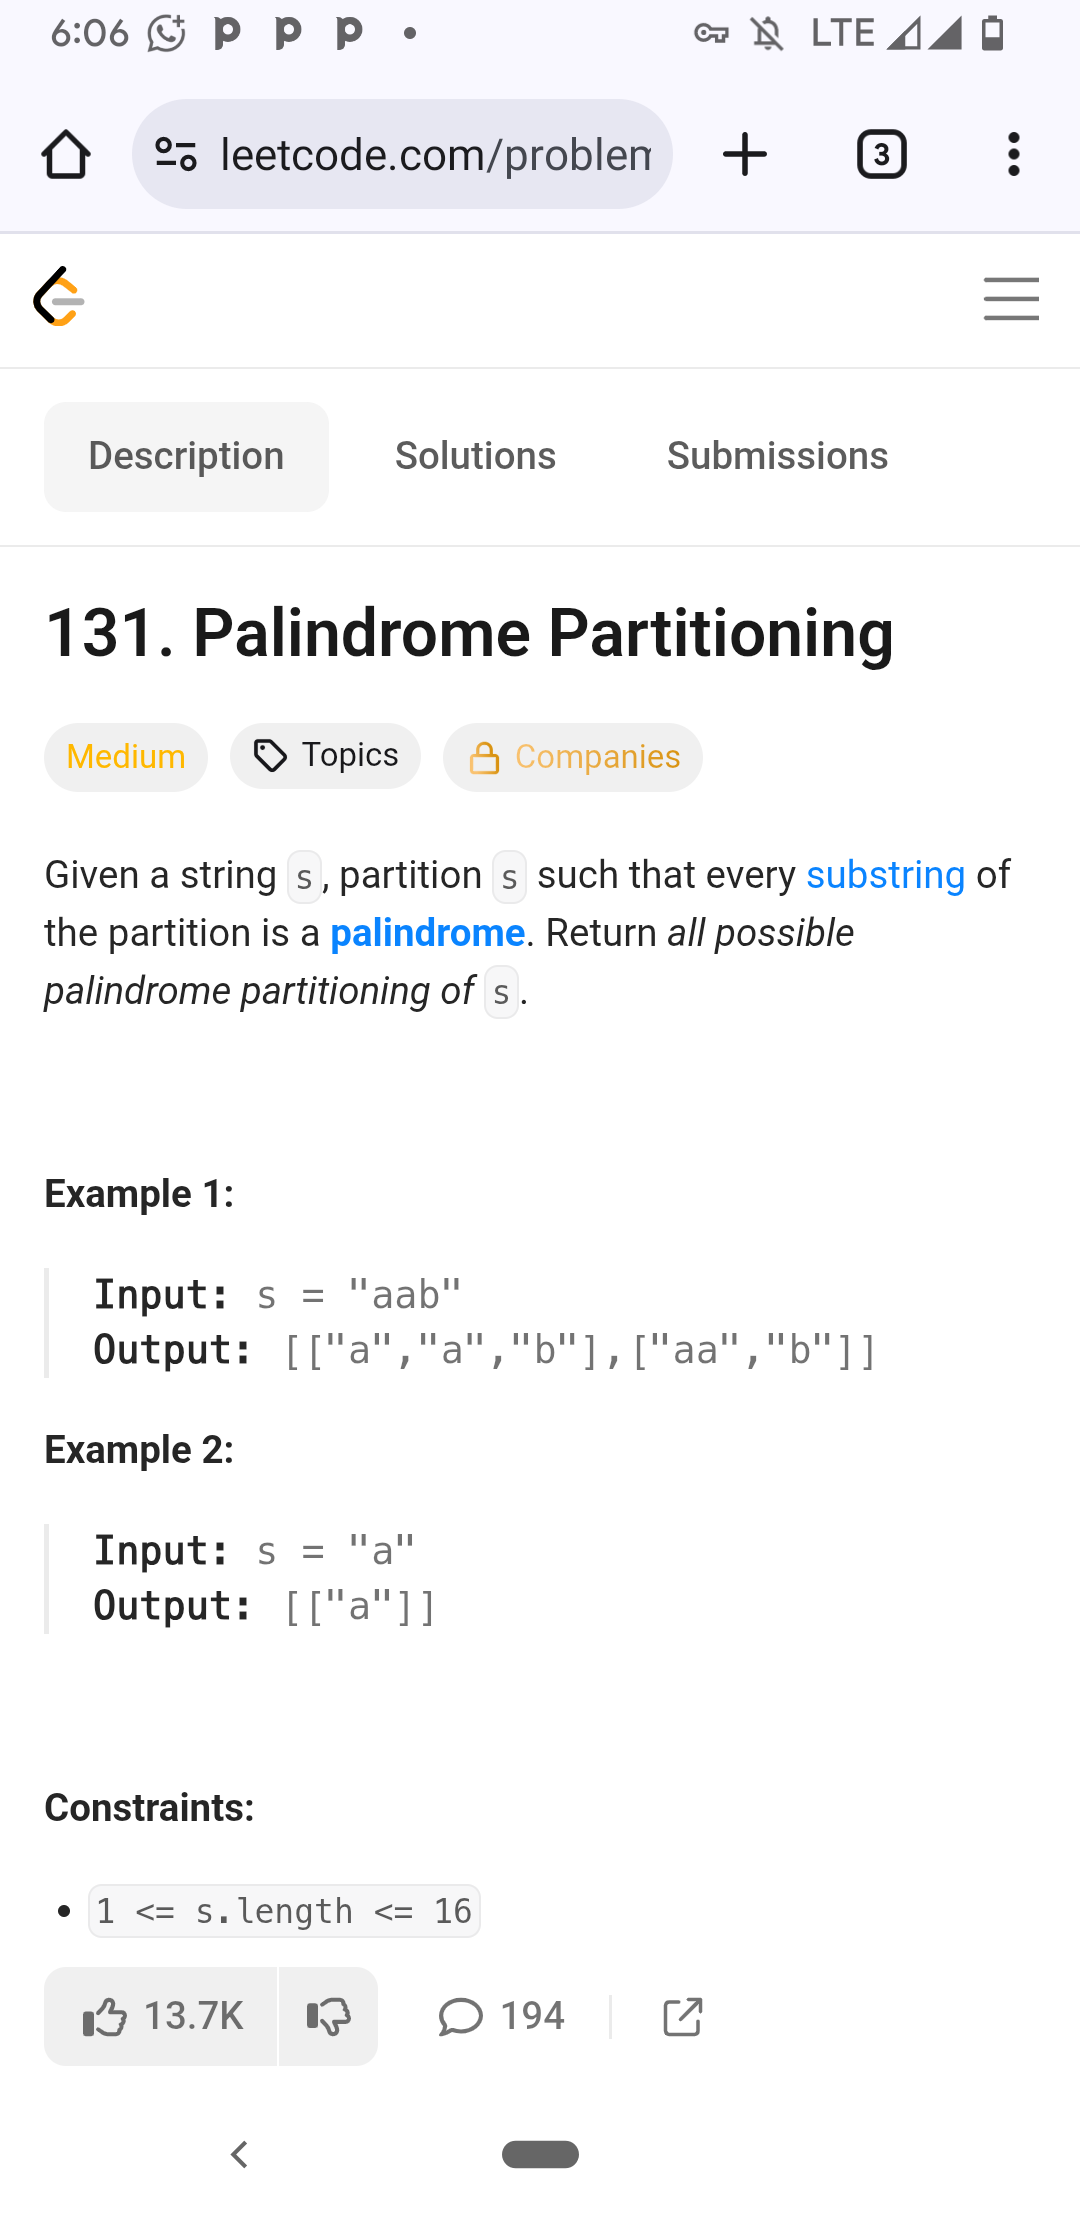 6:06 LTE
leetcode.com/problem
3
Description Solutions Submissions
131. Palindrome Partitioning
Medium Topics Companies
Given a string s, partition s such that every substring of
the partition is a palindrome. Return all possible
palindrome partitioning of s.
Example 1:
Input: s = "aab"
Output: [["a","a","b"],["aa","b"]]
Example 2:
Input: s = "a"
Output: [["a"]]
Constraints:
• 1 <= s.length <= 16
13.7K 194